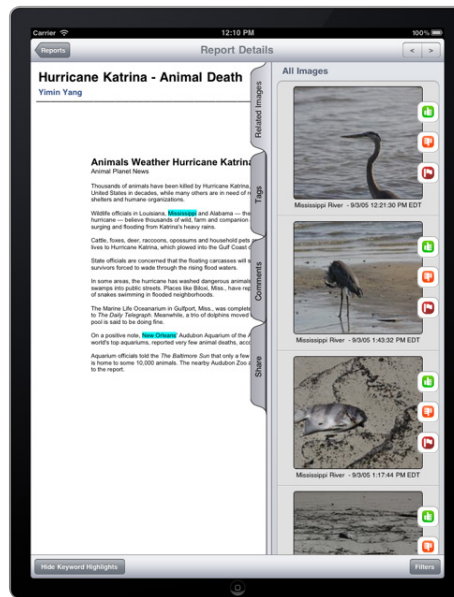 Carrier 12:10 PM 100%
Reports Report Details < >
Hurricane Katrina - Animal Death
Yimin Yang
Animals Weather Hurricane Katrina
Animal Planet News
Thousands of animals have been killed by Hurricane Katrina,
United States in decades, while many others are in need of
shelters and humane organizations.
Wildlife officials in Louisiana, Mississippi and Alabama — the
hurricane — believe thousands of wild, farm and companion
surging and flooding from Katrina's heavy rains.
Cattle, foxes, deer, raccoons, opossums and household pets
lives to Hurricane Katrina, which plowed into the Gulf Coast
State officials are concerned that the floating carcasses will
survivors forced to wade through the rising flood waters.
In some areas, the hurricane has washed dangerous animals
swamps into public streets. Places like Biloxi, Miss., have
of snakes swimming in flooded neighborhoods.
The Marine Life Oceanarium in Gulfport, Miss., was
to The Daily Telegraph. Meanwhile, a trio of dolphins moved
pool is said to be doing fine.
On a positive note, New Orleans' Audubon Aquarium of the
world's top aquariums, reported very few animal deaths,
Aquarium officials told the The Baltimore Sun that only a few
is home to some 10,000 animals. The nearby Audubon Zoo
to the report.
Related Images
Tags
Comments
Share
All Images
Mississippi River - 9/3/05 12:21:30 PM EDT
Mississippi River - 9/3/05 1:43:32 PM EDT
Mississippi River - 9/3/05 1:17:44 PM EDT
Hide Keyword Highlights
Filters